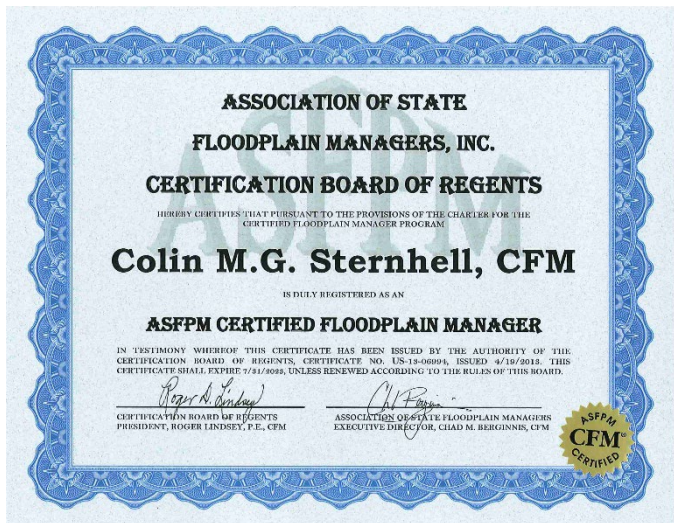 ASSOCIATION OF STATE
FLOODPLAIN MANAGERS, INC.
CERTIFICATION BOARD OF REGENTS
HEREBY CERTIFIES THAT PURSUANT TO THE PROVISIONS OF THE CHARTER FOR THE
CERTIFIED FLOODPLAIN MANAGER PROGRAM
Colin M.G. Sternhell, CFM
IS DULY REGISTERED AS AN
ASFPM CERTIFIED FLOODPLAIN MANAGER
IN TESTIMONY WHEREOF THIS CERTIFICATE HAS BEEN ISSUED BY THE AUTHORITY OF THE
CERTIFICATION BOARD OF REGENTS, CERTIFICATE NO. US-13-06994, ISSUED 4/19/2013. THIS
CERTIFICATE SHALL EXPIRE 7/31/2023, UNLESS RENEWED ACCORDING TO THE RULES OF THIS BOARD.
Roger D. Lindsey
CERTIFICATION BOARD OF REGENTS
PRESIDENT, ROGER LINDSEY, P.E., CFM
ASSOCIATION OF STATE FLOODPLAIN MANAGERS
EXECUTIVE DIRECTOR, CHAD M. BERGINNIS, CFM
ASFPM
CFM®
CERTIFIED
ASFPM